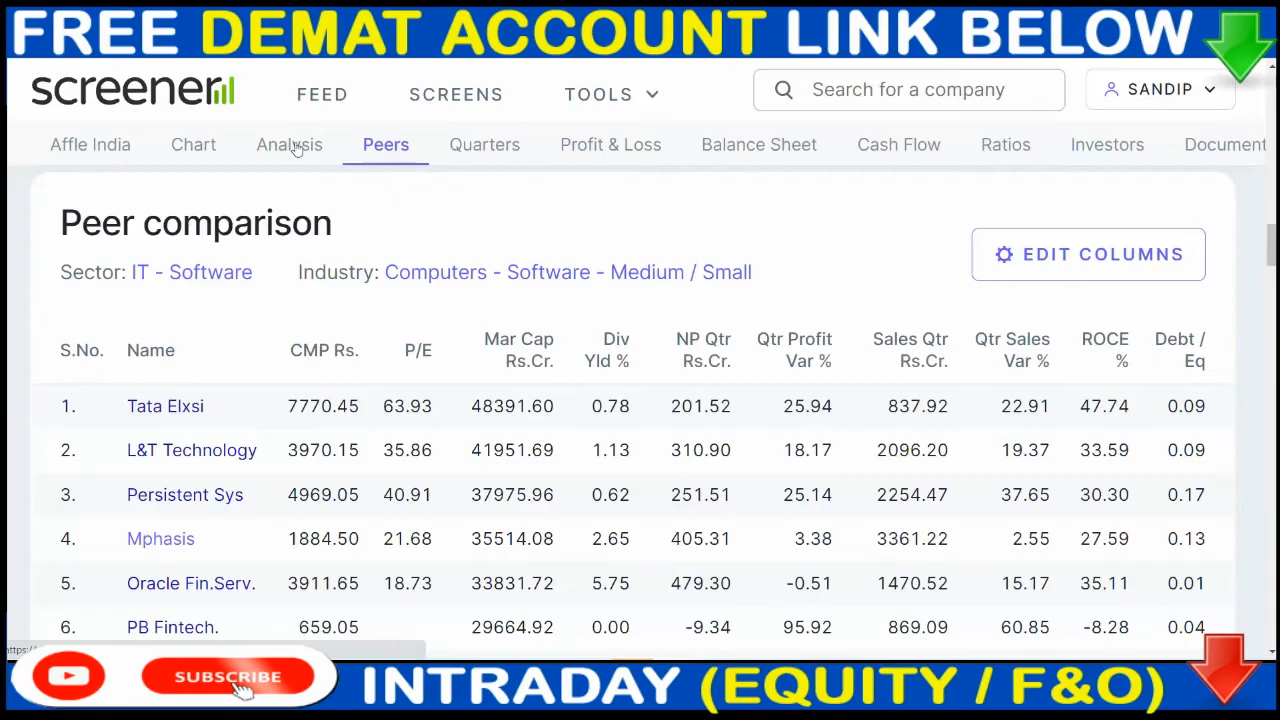 FREE DEMAT ACCOUNT LINK BELOW
screener
FEED SCREENS TOOLS
Search for a company
SANDIP
Affle India Chart Analysis Peers Quarters Profit & Loss Balance Sheet Cash Flow Ratios Investors Document
Peer comparison
Sector: IT - Software Industry: Computers - Software - Medium / Small
EDIT COLUMNS
S.No. Name CMP Rs. P/E Mar Cap Rs.Cr. Div Yld % NP Qtr Rs.Cr. Qtr Profit Var % Sales Qtr Rs.Cr. Qtr Sales Var % ROCE % Debt / Eq
1. Tata Elxsi 7770.45 63.93 48391.60 0.78 201.52 25.94 837.92 22.91 47.74 0.09
2. L&T Technology 3970.15 35.86 41951.69 1.13 310.90 18.17 2096.20 19.37 33.59 0.09
3. Persistent Sys 4969.05 40.91 37975.96 0.62 251.51 25.14 2254.47 37.65 30.30 0.17
4. Mphasis 1884.50 21.68 35514.08 2.65 405.31 3.38 3361.22 2.55 27.59 0.13
5. Oracle Fin.Serv. 3911.65 18.73 33831.72 5.75 479.30 -0.51 1470.52 15.17 35.11 0.01
6. PB Fintech. 659.05 29664.92 0.00 -9.34 95.92 869.09 60.85 -8.28 0.04
SUBSCRIBE
INTRADAY (EQUITY / F&O)